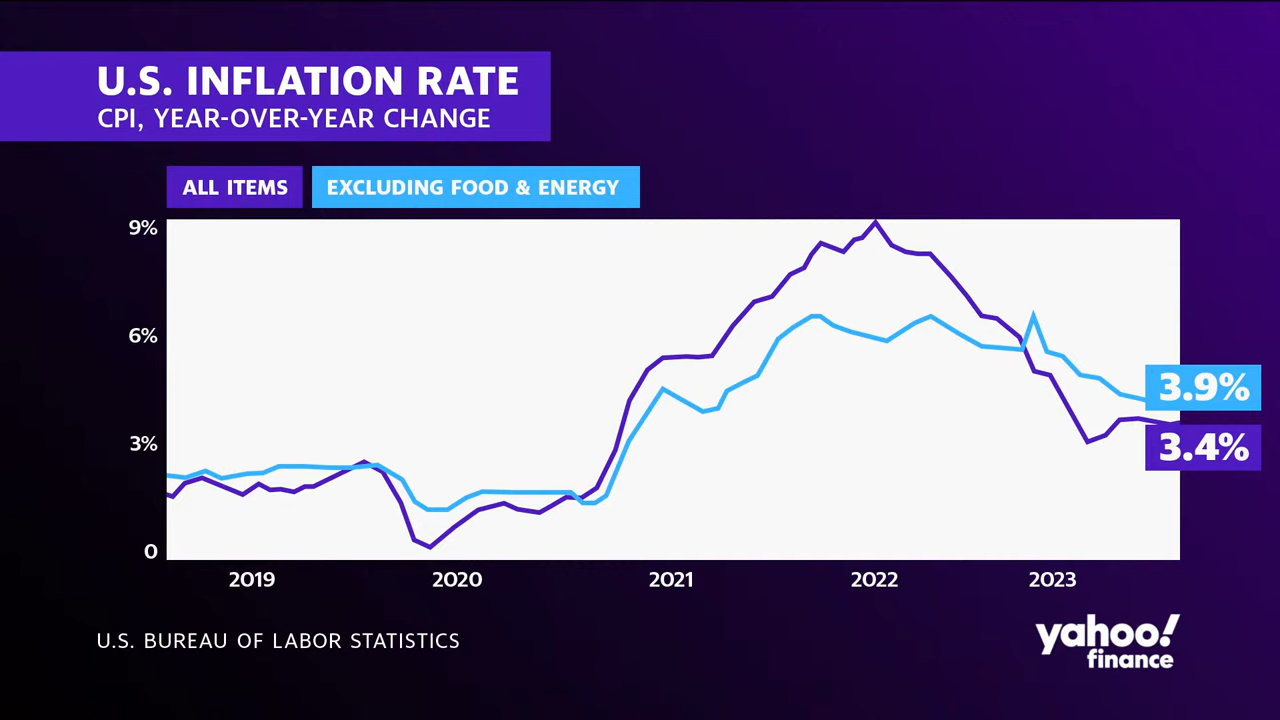 U.S. INFLATION RATE
CPI, YEAR-OVER-YEAR CHANGE
ALL ITEMS
EXCLUDING FOOD & ENERGY
9%
6%
3%
0
3.9%
3.4%
2019 2020 2021 2022 2023
U.S. BUREAU OF LABOR STATISTICS
yahoo!
finance